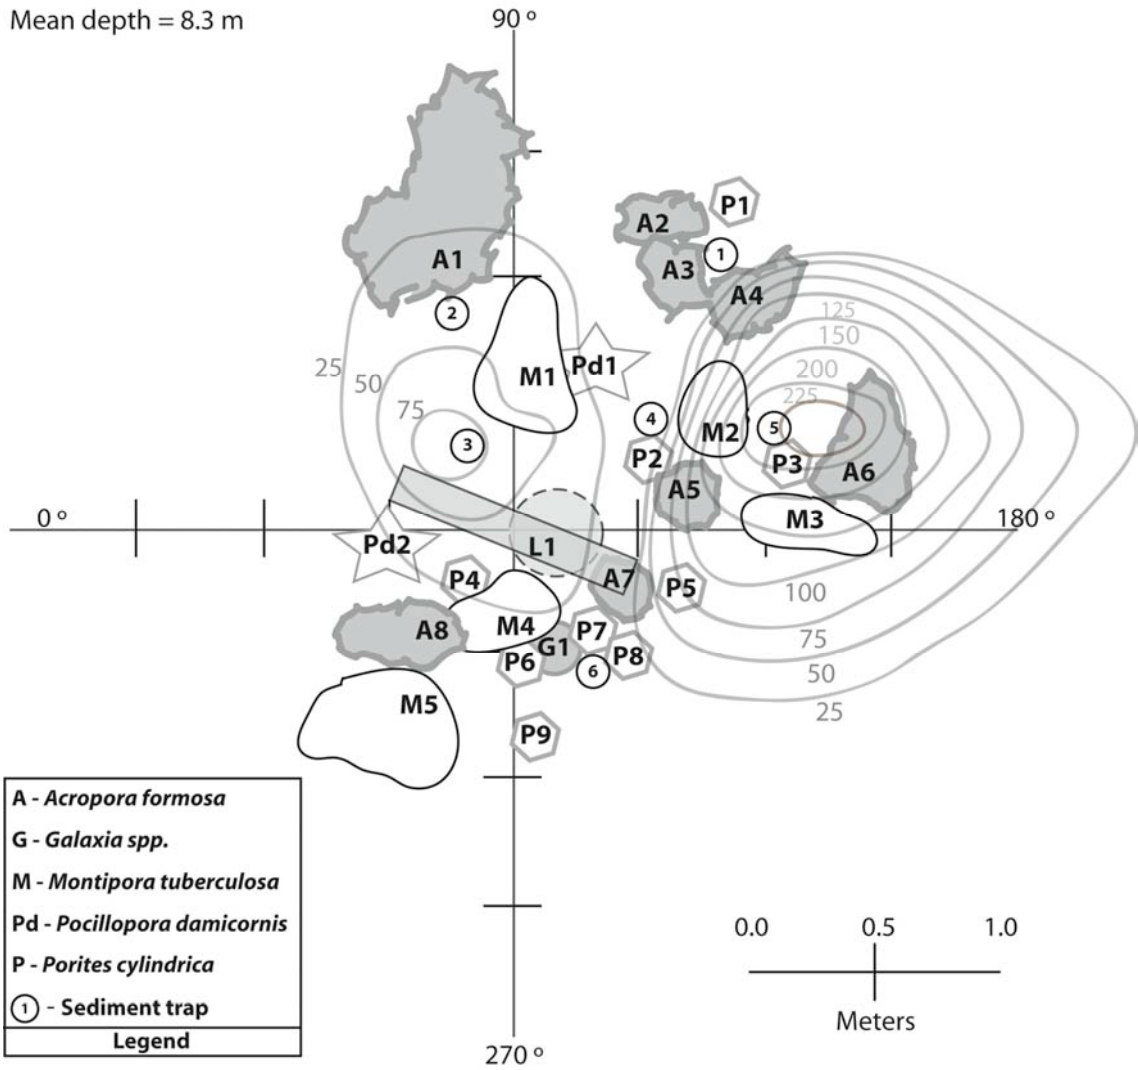 Mean depth = 8.3 m
90 º
P1
A2
1
A1
A3
A4
2
125
150
25
Pd1
200
50
M1
225
75
4
5
M2
3
P2
P3
A6
A5
0 º
M3
180 º
Pd2
L1
A7
P4
P5
100
A8
M4
P7
75
G1
P8
P6
6
50
M5
25
P9
A - Acropora formosa
G - Galaxia spp.
M - Montipora tuberculosa
Pd - Pocillopora damicornis
P - Porites cylindrica
1 - Sediment trap
Legend
0.0 0.5 1.0
Meters
270 º